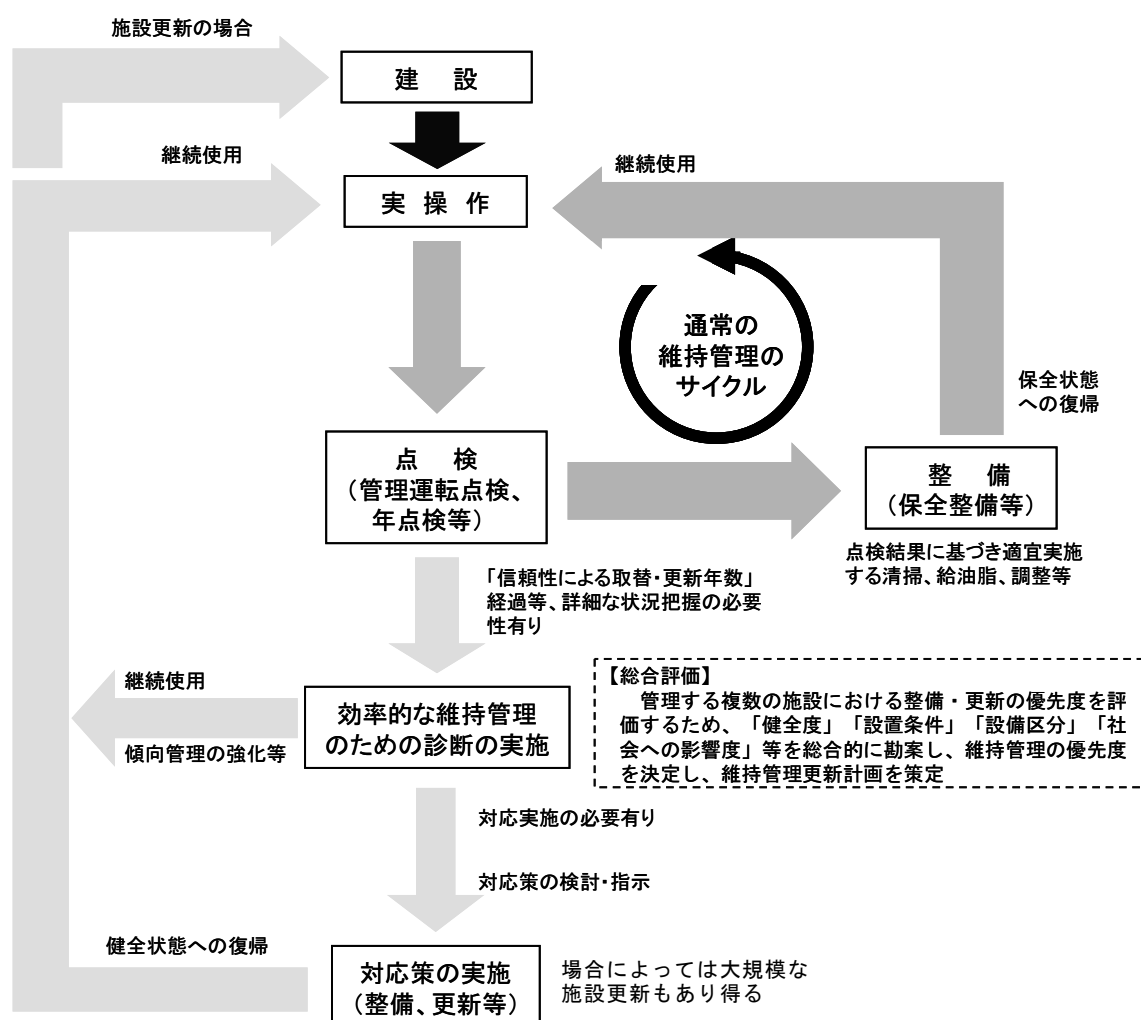 施設更新の場合
建 設
継続使用
実 操 作
継続使用
通常の
維持管理の
サイクル
保全状態
への復帰
点 検
（管理運転点検、
年点検等）
整 備
（保全整備等）
点検結果に基づき適宜実施
する清掃、給油脂、調整等
「信頼性による取替・更新年数」
経過等、詳細な状況把握の必要
性有り
継続使用
傾向管理の強化等
効率的な維持管理
のための診断の実施
【総合評価】
管理する複数の施設における整備・更新の優先度を評
価するため、「健全度」「設置条件」「設備区分」「社
会への影響度」等を総合的に勘案し、維持管理の優先度
を決定し、維持管理更新計画を策定
対応実施の必要有り
対応策の検討・指示
健全状態への復帰
対応策の実施
（整備、更新等）
場合によっては大規模な
施設更新もあり得る